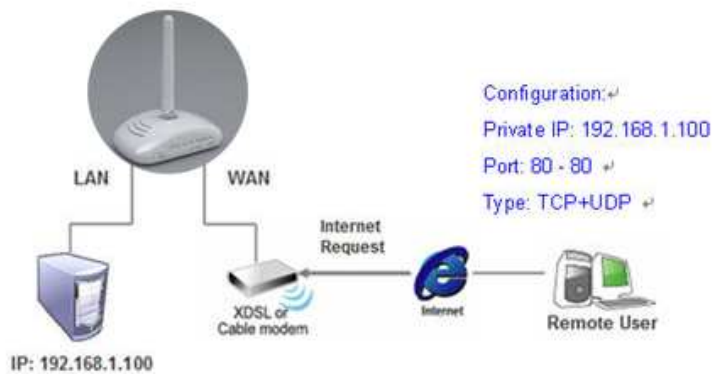 Configuration:↵
Private IP: 192.168.1.100
Port: 80 - 80 ↵
Type: TCP+UDP ↵
LAN
WAN
Internet
Request
XDSL or
Cable modem
Internet
Remote User
IP: 192.168.1.100